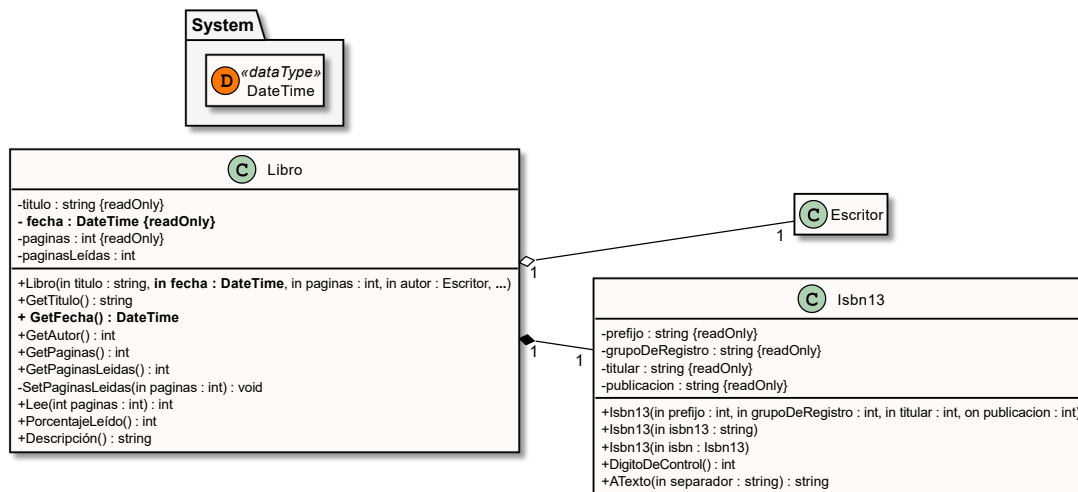 System
D
«dataType»
DateTime
C Libro
-titulo : string {readOnly}
- fecha : DateTime {readOnly}
-paginas : int {readOnly}
-paginasLeídas : int
+Libro(in titulo : string, in fecha : DateTime, in paginas : int, in autor : Escritor, ...)
+GetTitulo() : string
+ GetFecha() : DateTime
+GetAutor() : int
+GetPaginas() : int
+GetPaginasLeidas() : int
-SetPaginasLeidas(in paginas : int) : void
+Lee(int paginas : int) : int
+PorcentajeLeído() : int
+Descripción() : string
1
1
C Escritor
1
1
C Isbn13
-prefijo : string {readOnly}
-grupoDeRegistro : string {readOnly}
-titular : string {readOnly}
-publicacion : string {readOnly}
+Isbn13(in prefijo : int, in grupoDeRegistro : int, in titular : int, on publicacion : int)
+Isbn13(in isbn13 : string)
+Isbn13(in isbn : Isbn13)
+DigitoDeControl() : int
+ATexto(in separador : string) : string